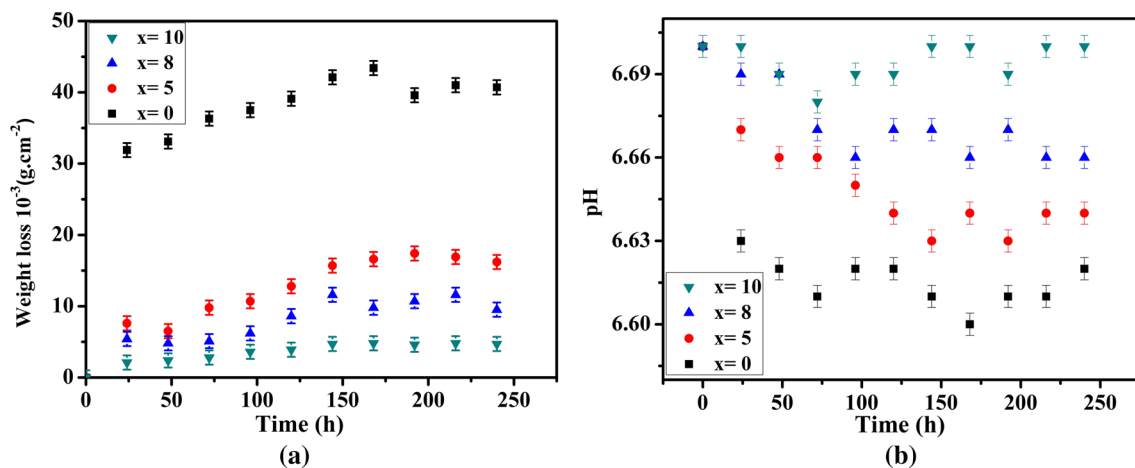 50
40
30
20
10
0
Weight loss 10⁻³(g.cm⁻²)
x= 10
x= 8
x= 5
x= 0
0 50 100 150 200 250
Time (h)
(a)
6.69
6.66
6.63
6.60
pH
x= 10
x= 8
x= 5
x= 0
0 50 100 150 200 250
Time (h)
(b)